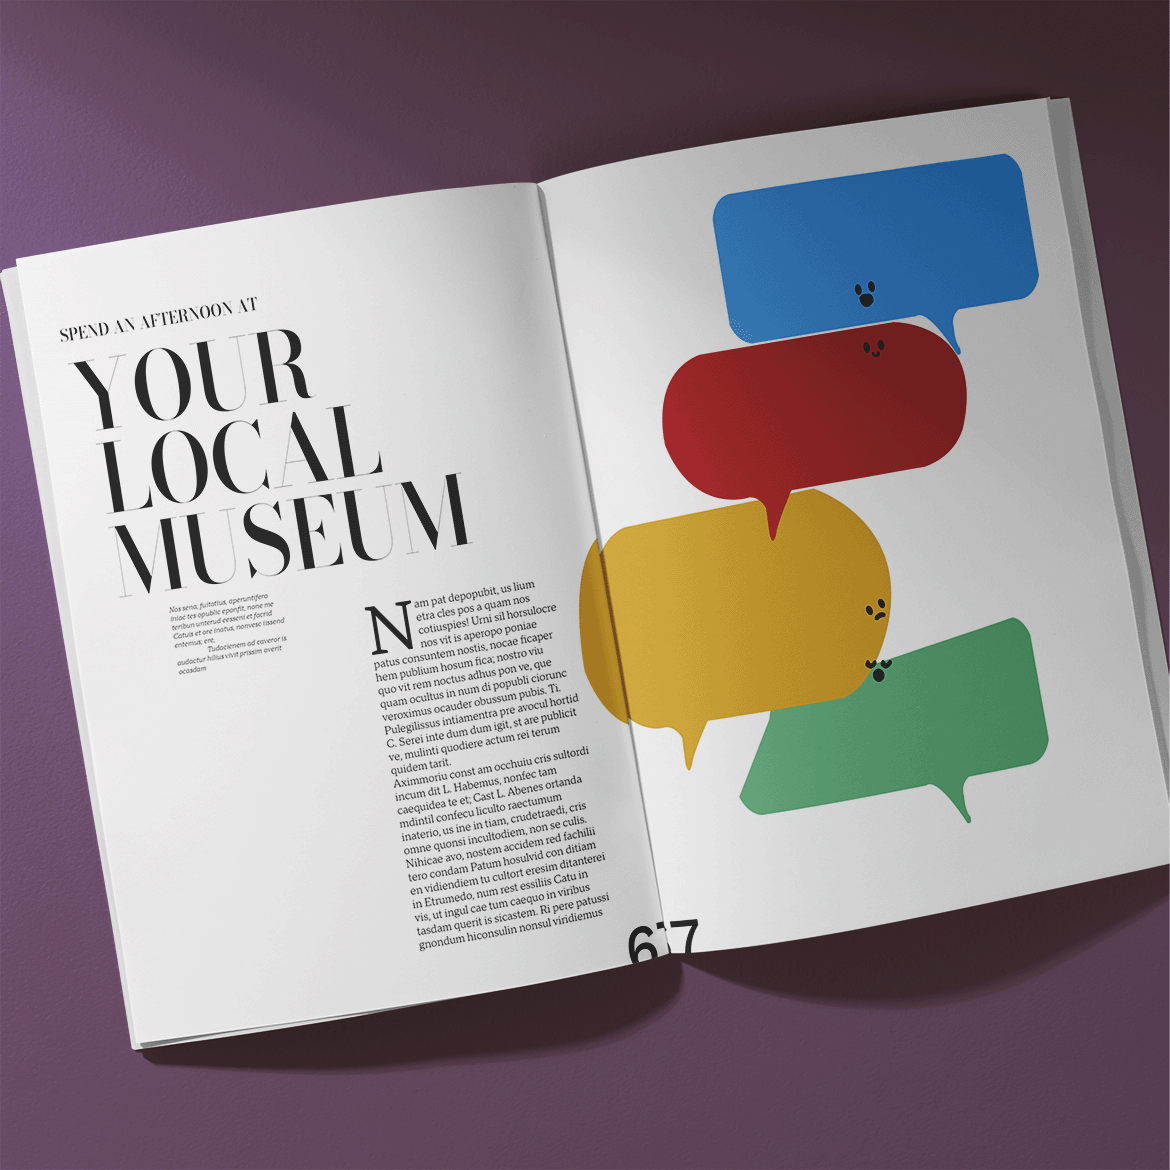 SPEND AN AFTERNOON AT
YOUR
LOCAL
MUSEUM
Nos sena, fuitatus, aperuntifero
iniac tes opublic eponfit, none me
teribun unterud eesseni et facrid
Catuis et ore inatus, nonvesc iissend
entemus; ere,
Tudacienem ad caveror is
audactur hilius vivit prissim overit
ocasdam
Nam pat depopubit, us lium
etra cles pos a quam nos
cotiuspies! Urni sil horsulocre
nos vit is aperopo poniae
patus consuntem nostis, nocae ficaper
hem publium hosum fica; nostro viu
quo vit rem noctus adhus pon ve, que
quam ocultus in num di populi ciorunc
veroximus ocauder obussum pubis. Ti.
Pulegilissus intiamentra pre avocul hortid
C. Serei inte dum dum igit, st are publicit
ve, mulinti quodiere actum rei terum
quidem tarit.
Aximmoriu const am occhuiu cris sultordi
incum dit L. Habemus, nonfec tam
caequidea te et; Cast L. Abenes ortanda
mdintil confecu liculto raectumum
inaterio, us ine in tiam, crudetraedi, cris
omne quonsi incultodiem, non se culis.
Nihicae avo, nostem accidem red fachilii
tero condam Patum hosulvid con ditiam
en vidiendiem tu cultort eresim ditanterei
in Etrumedo, num rest essiliis Catu in
vis, ut ingul cae tum caequo in viribus
tasdam querit is sicastem. Ri pere patussi
gnondum hiconsulin nonsul viridiemus
67